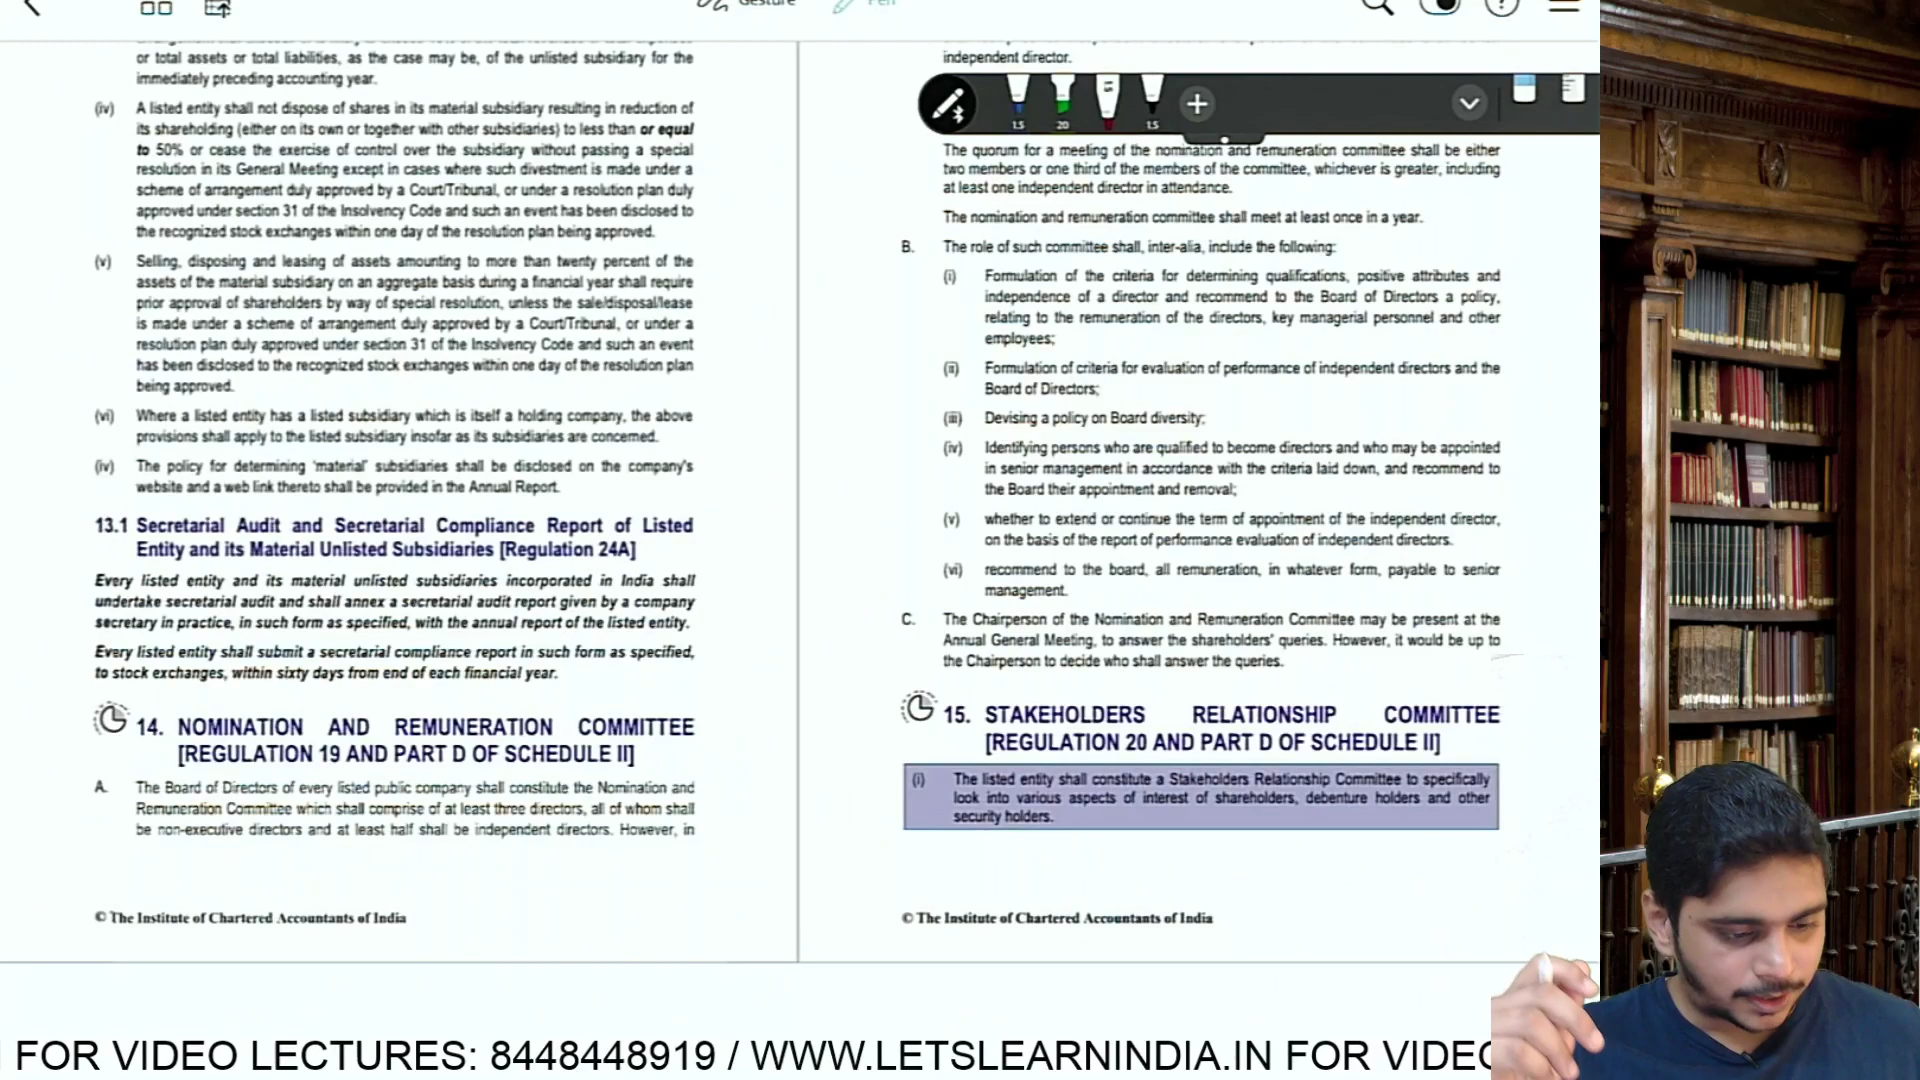 Gesture
Pen
or total assets or total liabilities, as the case may be, of the unlisted subsidiary for the
immediately preceding accounting year.
(iv) A listed entity shall not dispose of shares in its material subsidiary resulting in reduction of
its shareholding (either on its own or together with other subsidiaries) to less than or equal
to 50% or cease the exercise of control over the subsidiary without passing a special
resolution in its General Meeting except in cases where such divestment is made under a
scheme of arrangement duly approved by a Court/Tribunal, or under a resolution plan duly
approved under section 31 of the Insolvency Code and such an event has been disclosed to
the recognized stock exchanges within one day of the resolution plan being approved.
(v) Selling, disposing and leasing of assets amounting to more than twenty percent of the
assets of the material subsidiary on an aggregate basis during a financial year shall require
prior approval of shareholders by way of special resolution, unless the sale/disposal/lease
is made under a scheme of arrangement duly approved by a Court/Tribunal, or under a
resolution plan duly approved under section 31 of the Insolvency Code and such an event
has been disclosed to the recognized stock exchanges within one day of the resolution plan
being approved.
(vi) Where a listed entity has a listed subsidiary which is itself a holding company, the above
provisions shall apply to the listed subsidiary insofar as its subsidiaries are concerned.
(iv) The policy for determining 'material' subsidiaries shall be disclosed on the company's
website and a web link thereto shall be provided in the Annual Report.
13.1 Secretarial Audit and Secretarial Compliance Report of Listed
Entity and its Material Unlisted Subsidiaries [Regulation 24A]
Every listed entity and its material unlisted subsidiaries incorporated in India shall
undertake secretarial audit and shall annex a secretarial audit report given by a company
secretary in practice, in such form as specified, with the annual report of the listed entity.
Every listed entity shall submit a secretarial compliance report in such form as specified,
to stock exchanges, within sixty days from end of each financial year.
14. NOMINATION AND REMUNERATION COMMITTEE
[REGULATION 19 AND PART D OF SCHEDULE II]
A. The Board of Directors of every listed public company shall constitute the Nomination and
Remuneration Committee which shall comprise of at least three directors, all of whom shall
be non-executive directors and at least half shall be independent directors. However, in
© The Institute of Chartered Accountants of India
independent director.
15 20 15 15
The quorum for a meeting of the nomination and remuneration committee shall be either
two members or one third of the members of the committee, whichever is greater, including
at least one independent director in attendance.
The nomination and remuneration committee shall meet at least once in a year.
B. The role of such committee shall, inter-alia, include the following:
(i) Formulation of the criteria for determining qualifications, positive attributes and
independence of a director and recommend to the Board of Directors a policy,
relating to the remuneration of the directors, key managerial personnel and other
employees;
(ii) Formulation of criteria for evaluation of performance of independent directors and the
Board of Directors;
(iii) Devising a policy on Board diversity;
(iv) Identifying persons who are qualified to become directors and who may be appointed
in senior management in accordance with the criteria laid down, and recommend to
the Board their appointment and removal;
(v) whether to extend or continue the term of appointment of the independent director,
on the basis of the report of performance evaluation of independent directors.
(vi) recommend to the board, all remuneration, in whatever form, payable to senior
management.
C. The Chairperson of the Nomination and Remuneration Committee may be present at the
Annual General Meeting, to answer the shareholders' queries. However, it would be up to
the Chairperson to decide who shall answer the queries.
15. STAKEHOLDERS RELATIONSHIP COMMITTEE
[REGULATION 20 AND PART D OF SCHEDULE II]
(i) The listed entity shall constitute a Stakeholders Relationship Committee to specifically
look into various aspects of interest of shareholders, debenture holders and other
security holders.
© The Institute of Chartered Accountants of India
FOR VIDEO LECTURES: 8448448919 / WWW.LETSLEARNINDIA.IN FOR VIDEO